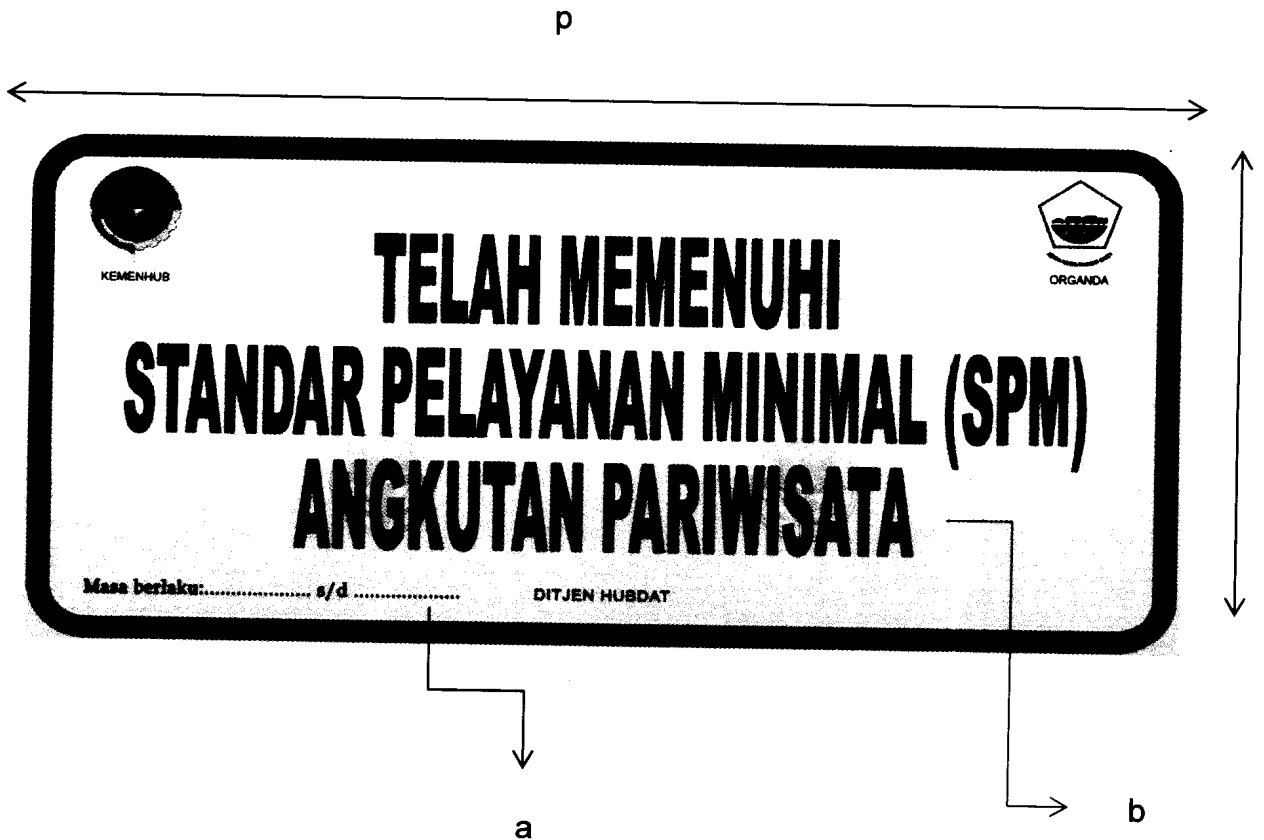 p
KEMENHUB
ORGANDA
TELAH MEMENUHI
STANDAR PELAYANAN MINIMAL (SPM)
ANGKUTAN PARIWISATA
Masa berlaku:.................... s/d ....................
DITJEN HUBDAT
a
b